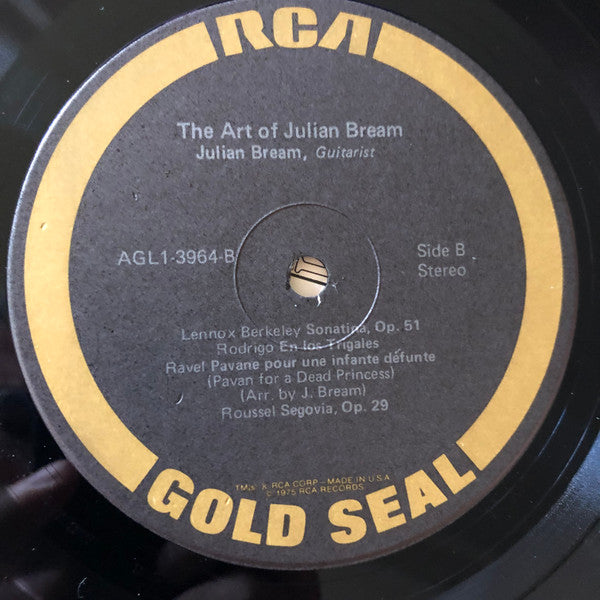 RCA
The Art of Julian Bream
Julian Bream, Guitarist
AGL1-3964-B
Side B
Stereo
Lennox Berkeley Sonatina, Op. 51
Rodrigo En los Trigales
Ravel Pavane pour une infante défunte
(Pavan for a Dead Princess)
(Arr. by J. Bream)
Roussel Segovia, Op. 29
TM(s) ® RCA CORP – MADE IN U.S.A.
© 1975 RCA RECORDS
GOLD SEAL